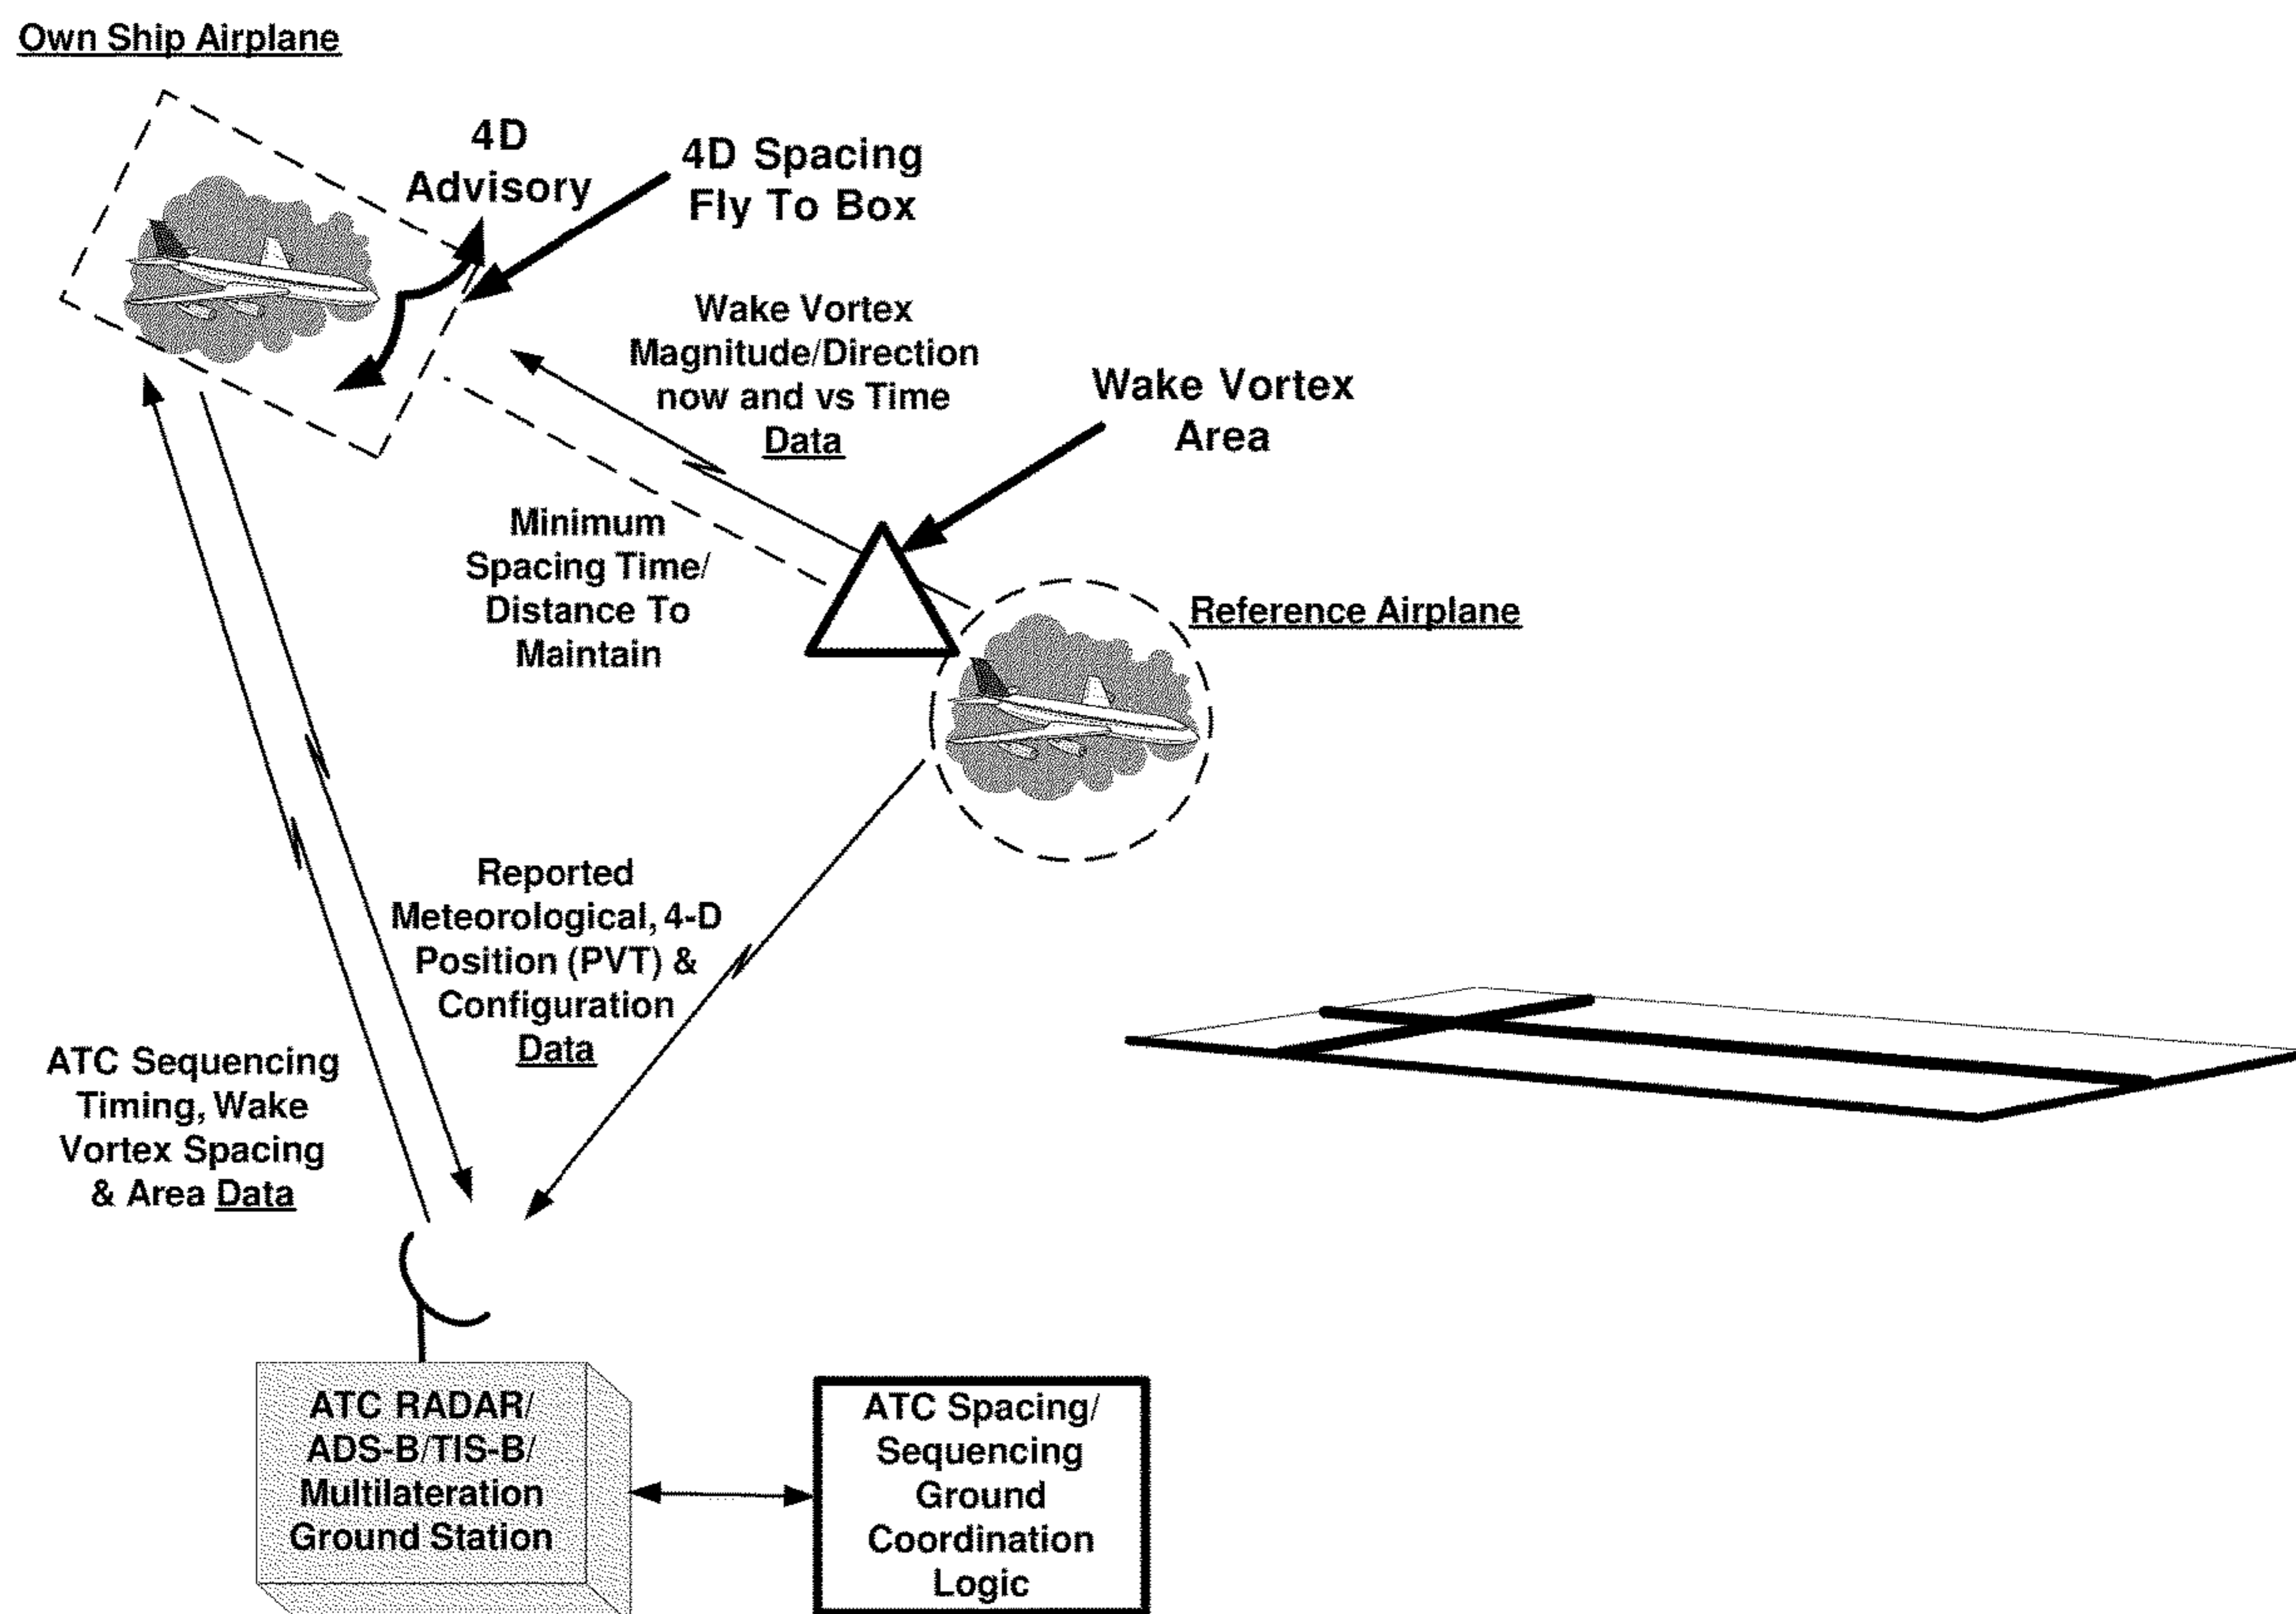 Own Ship Airplane
4D
Advisory
4D Spacing
Fly To Box
Wake Vortex
Magnitude/Direction
now and vs Time
Data
Wake Vortex
Area
Minimum
Spacing Time/
Distance To
Maintain
Reference Airplane
Reported
Meteorological, 4-D
Position (PVT) &
Configuration
Data
ATC Sequencing
Timing, Wake
Vortex Spacing
& Area Data
ATC RADAR/
ADS-B/TIS-B/
Multilateration
Ground Station
ATC Spacing/
Sequencing
Ground
Coordination
Logic